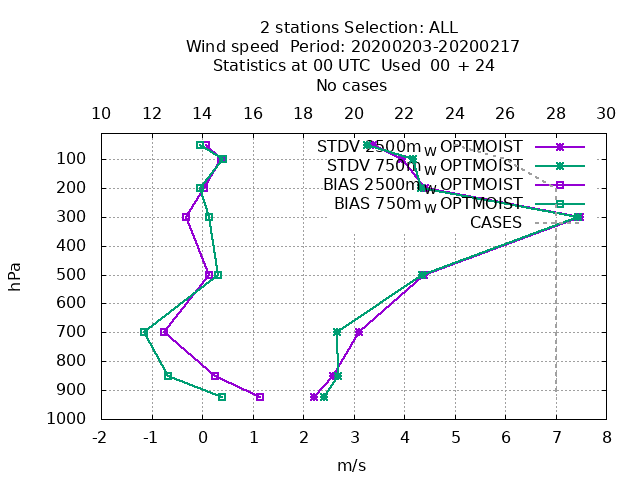 2 stations Selection: ALL
Wind speed  Period: 20200203-20200217
Statistics at 00 UTC  Used  00 + 24
No cases
10 12 14 16 18 20 22 24 26 28 30
STDV 2500m_W OPTMOIST
STDV 750m_W OPTMOIST
BIAS 2500m_W OPTMOIST
BIAS 750m_W OPTMOIST
CASES
100
200
300
400
500
600
700
800
900
1000
hPa
-2 -1 0 1 2 3 4 5 6 7 8
m/s